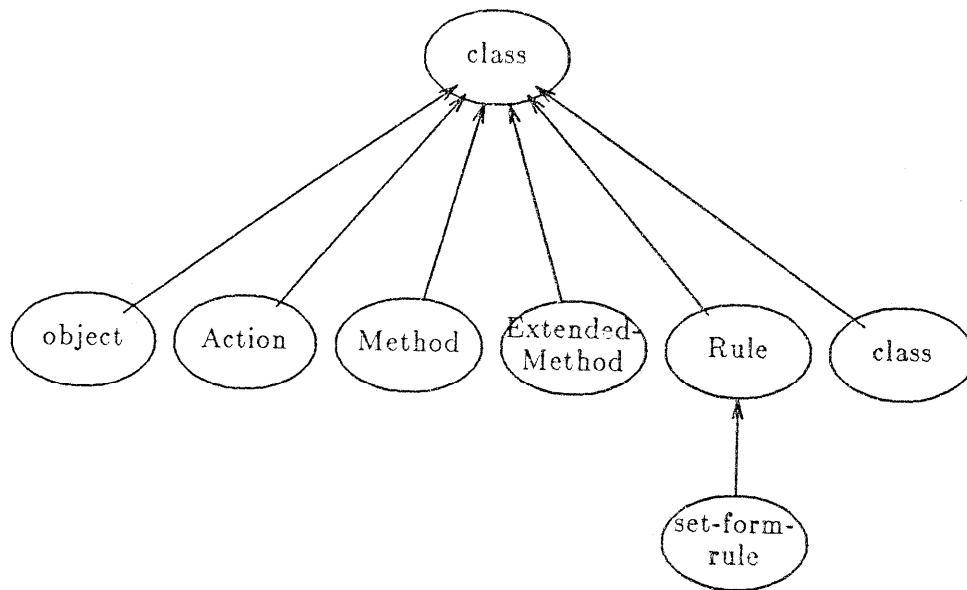 class
object
Action
Method
Extended-
Method
Rule
class
set-form-
rule